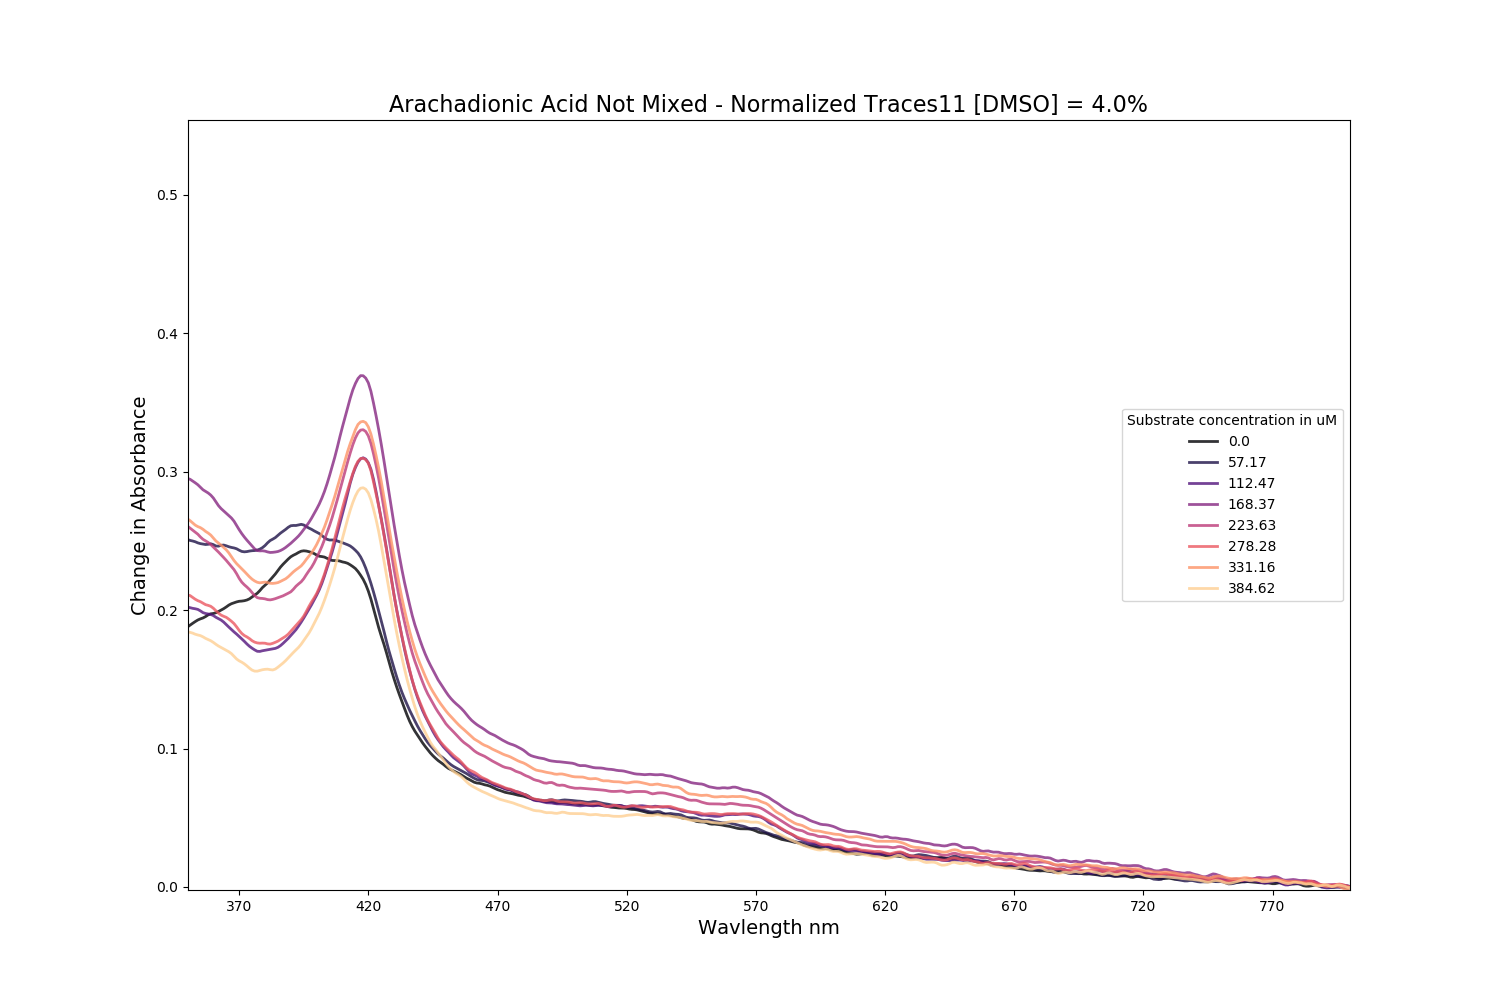 Arachadionic Acid Not Mixed - Normalized Traces11 [DMSO] = 4.0%
Change in Absorbance
0.5
0.4
0.3
0.2
0.1
0.0
Substrate concentration in uM
0.0
57.17
112.47
168.37
223.63
278.28
331.16
384.62
370 420 470 520 570 620 670 720 770
Wavlength nm